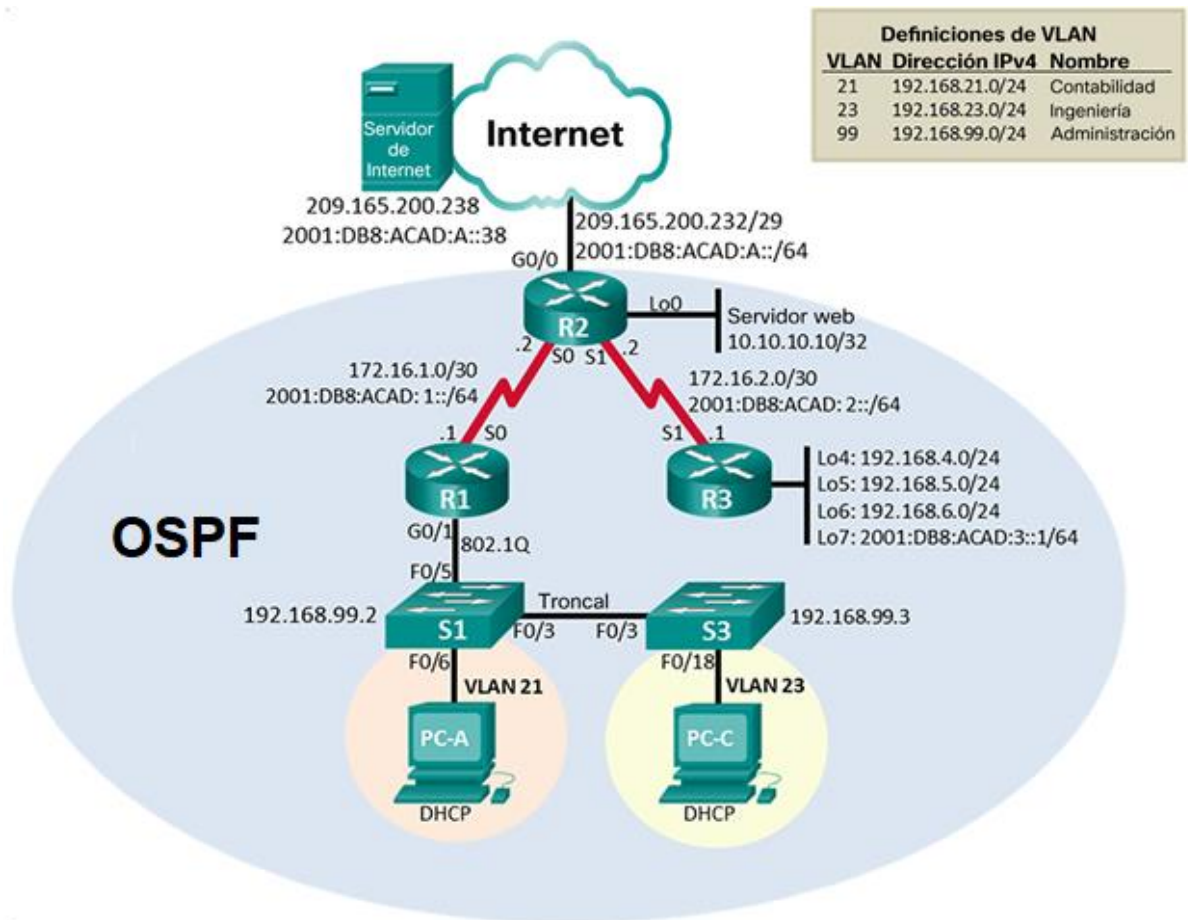 Definiciones de VLAN
VLAN Dirección IPv4 Nombre
21 192.168.21.0/24 Contabilidad
23 192.168.23.0/24 Ingeniería
99 192.168.99.0/24 Administración
Servidor
de
Internet
Internet
209.165.200.238
2001:DB8:ACAD:A::38
209.165.200.232/29
2001:DB8:ACAD:A::/64
G0/0
R2
Lo0
Servidor web
10.10.10.10/32
.2
S0
S1
.2
172.16.1.0/30
2001:DB8:ACAD: 1::/64
172.16.2.0/30
2001:DB8:ACAD: 2::/64
.1
S0
S1
.1
R1
R3
Lo4: 192.168.4.0/24
Lo5: 192.168.5.0/24
Lo6: 192.168.6.0/24
Lo7: 2001:DB8:ACAD:3::1/64
OSPF
G0/1
802.1Q
F0/5
192.168.99.2
S1
Troncal
F0/3
F0/3
S3
192.168.99.3
F0/6
F0/18
VLAN 21
VLAN 23
PC-A
PC-C
DHCP
DHCP